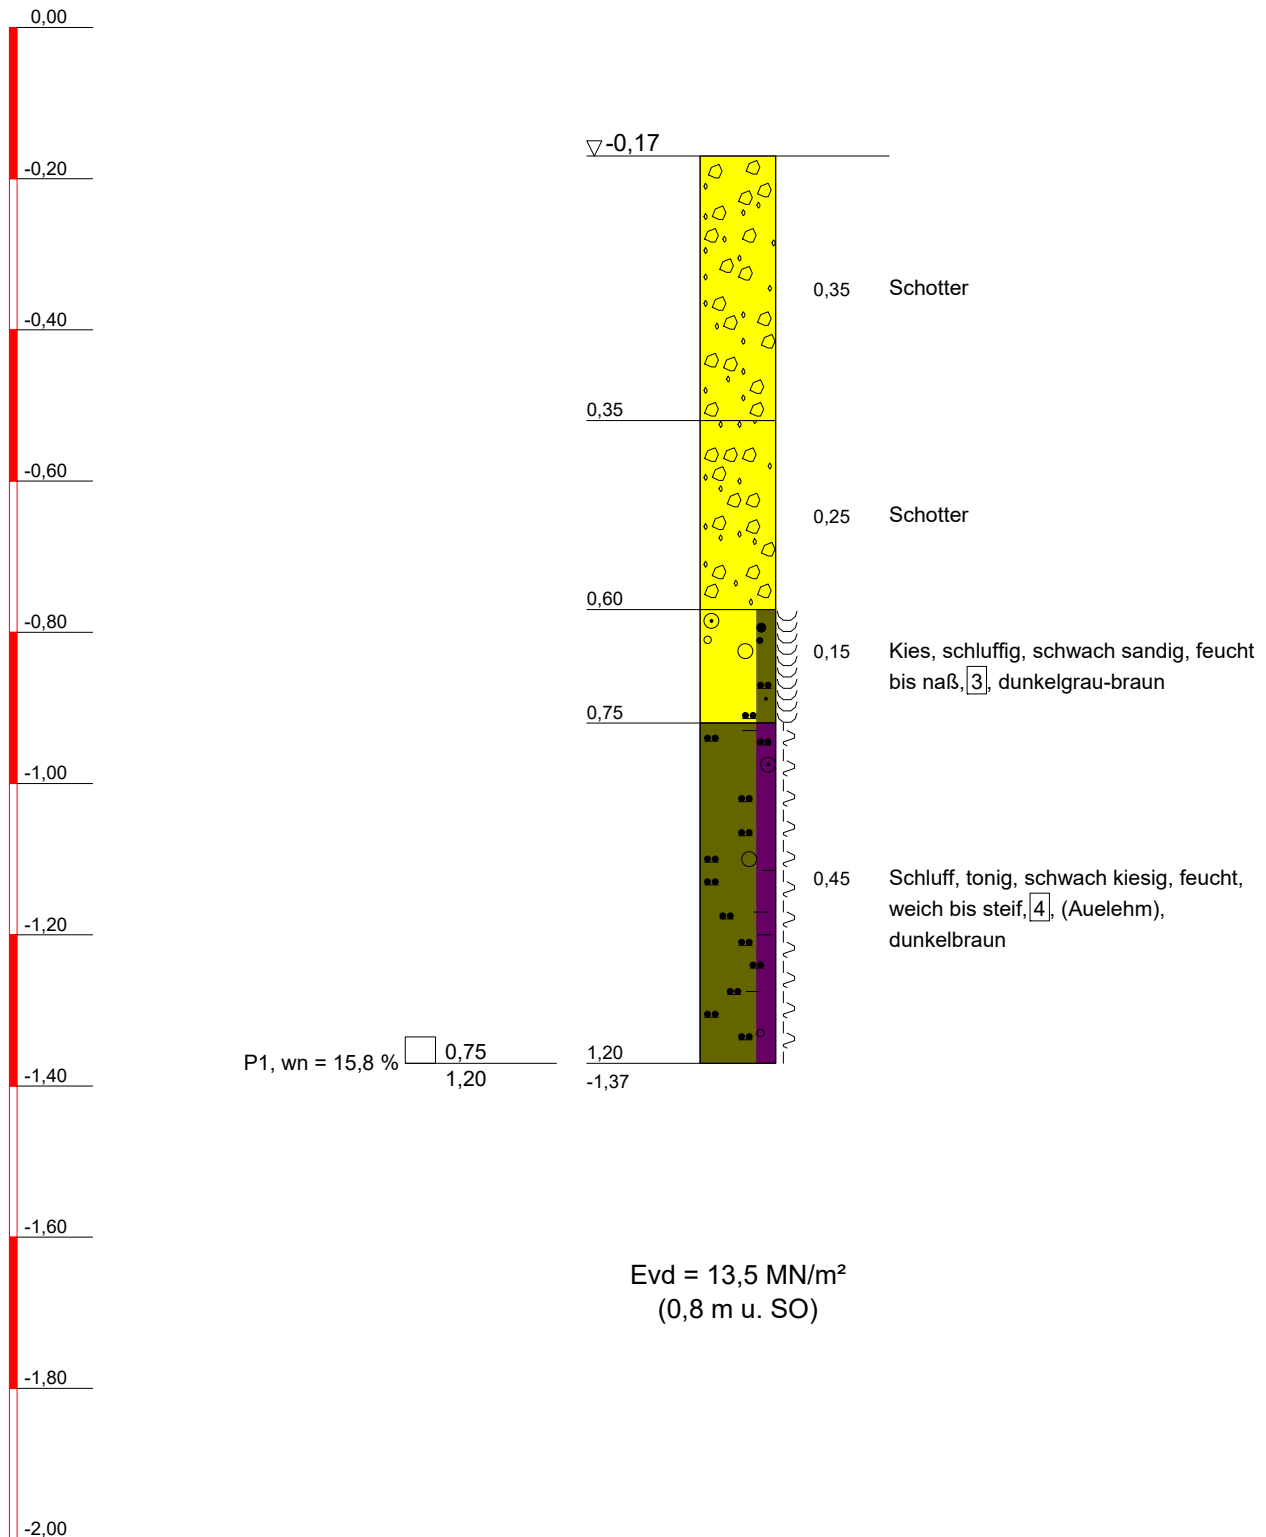 0,00
-0,20
-0,40
-0,60
-0,80
-1,00
-1,20
-1,40
-1,60
-1,80
-2,00
-0,17
0,35
0,60
0,75
1,20
-1,37
0,35 Schotter
0,25 Schotter
0,15 Kies, schluffig, schwach sandig, feucht
bis naß, 3, dunkelgrau-braun
0,45 Schluff, tonig, schwach kiesig, feucht,
weich bis steif, 4, (Auelehm),
dunkelbraun
P1, wn = 15,8 % 0,75
1,20
Evd = 13,5 MN/m²
(0,8 m u. SO)